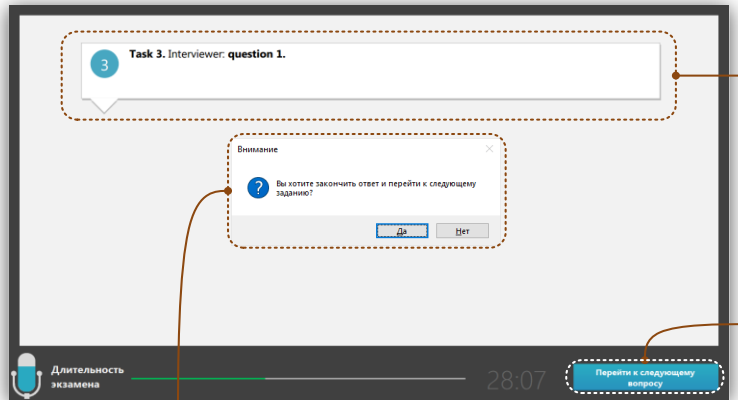 3
Task 3. Interviewer: question 1.
Внимание
?
Вы хотите закончить ответ и перейти к следующему
заданию?
Да
Нет
Длительность
экзамена
28:07
Перейти к следующему
вопросу